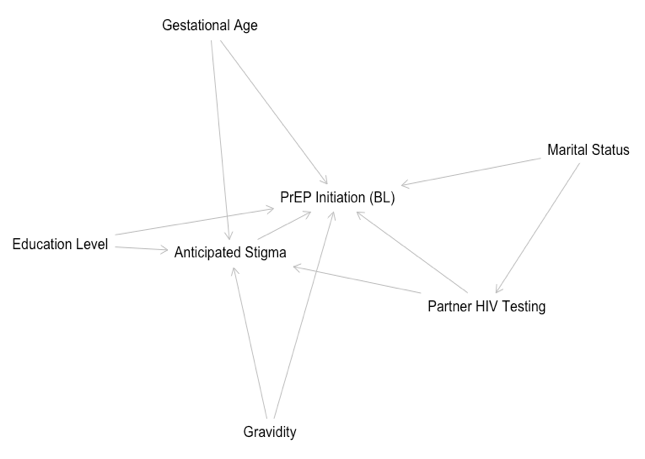 Gestational Age
Marital Status
PrEP Initiation (BL)
Education Level
Anticipated Stigma
Partner HIV Testing
Gravidity